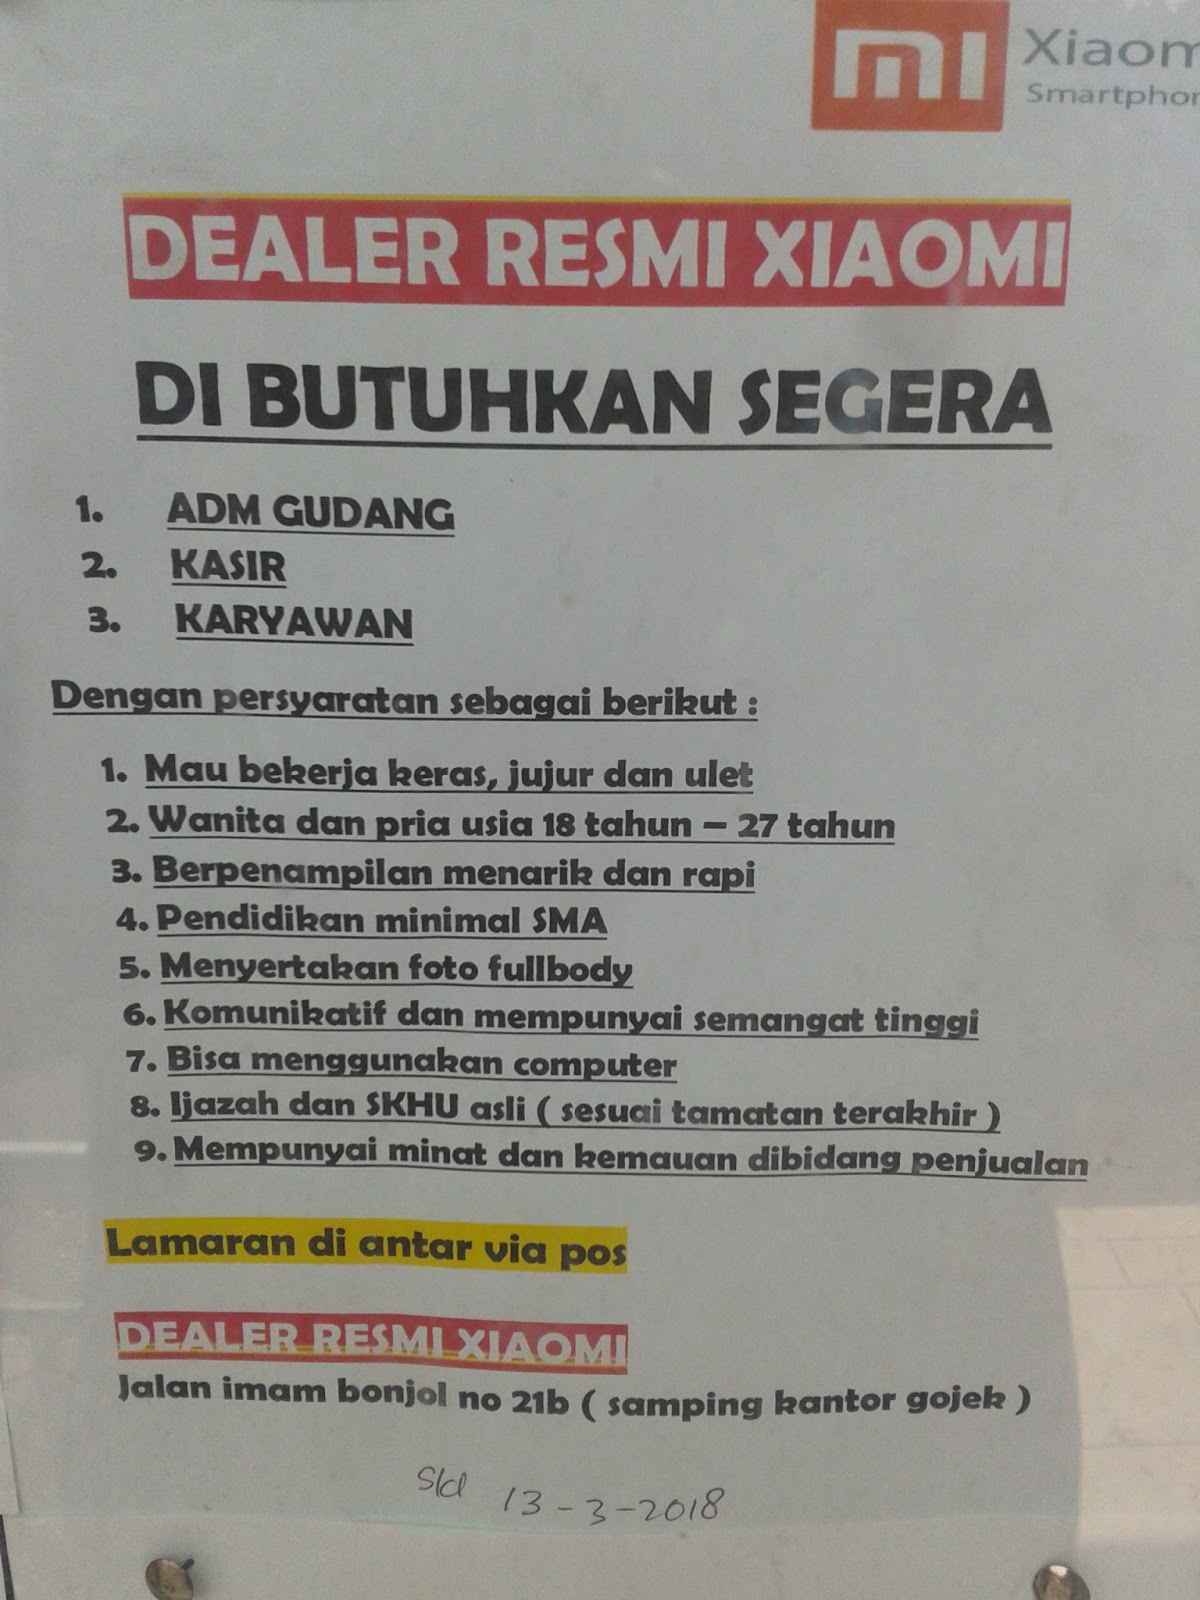 mi Xiaom
Smartphon
DEALER RESMI XIAOMI
DI BUTUHKAN SEGERA
1. ADM GUDANG
2. KASIR
3. KARYAWAN
Dengan persyaratan sebagai berikut :
1. Mau bekerja keras, jujur dan ulet
2. Wanita dan pria usia 18 tahun – 27 tahun
3. Berpenampilan menarik dan rapi
4. Pendidikan minimal SMA
5. Menyertakan foto fullbody
6. Komunikatif dan mempunyai semangat tinggi
7. Bisa menggunakan computer
8. Ijazah dan SKHU asli ( sesuai tamatan terakhir )
9. Mempunyai minat dan kemauan dibidang penjualan
Lamaran di antar via pos
DEALER RESMI XIAOMI
Jalan imam bonjol no 21b ( samping kantor gojek )
s/d 13-3-2018